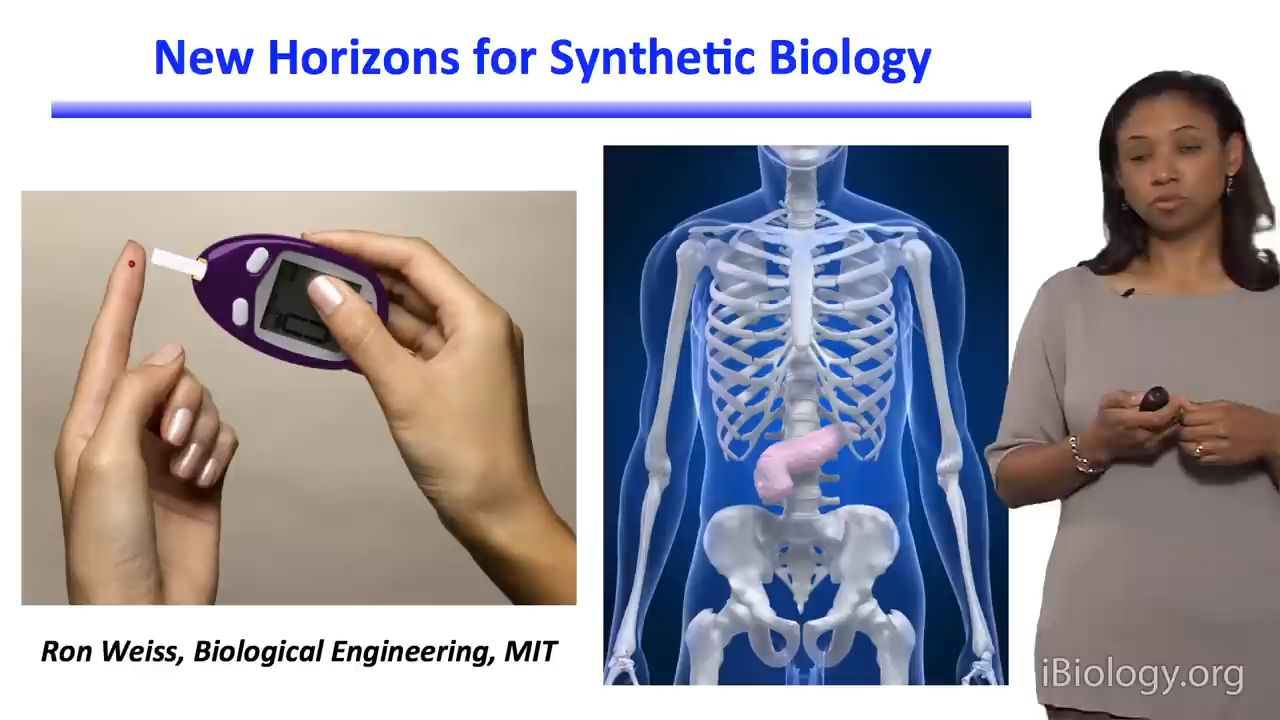 New Horizons for Synthetic Biology
Ron Weiss, Biological Engineering, MIT
iBiology.org